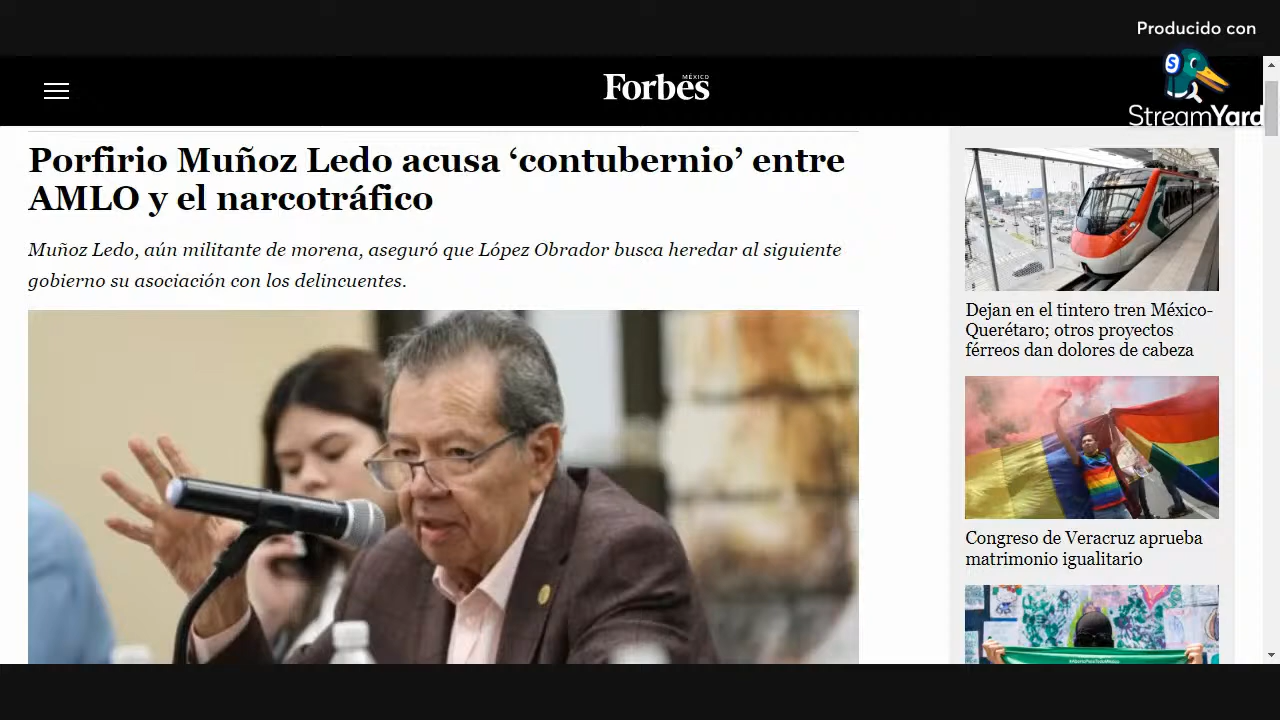 Producido con
StreamYard
Forbes
MÉXICO
Porfirio Muñoz Ledo acusa ‘contubernio’ entre
AMLO y el narcotráfico
Muñoz Ledo, aún militante de morena, aseguró que López Obrador busca heredar al siguiente
gobierno su asociación con los delincuentes.
Dejan en el tintero tren México-
Querétaro; otros proyectos
férreos dan dolores de cabeza
Congreso de Veracruz aprueba
matrimonio igualitario